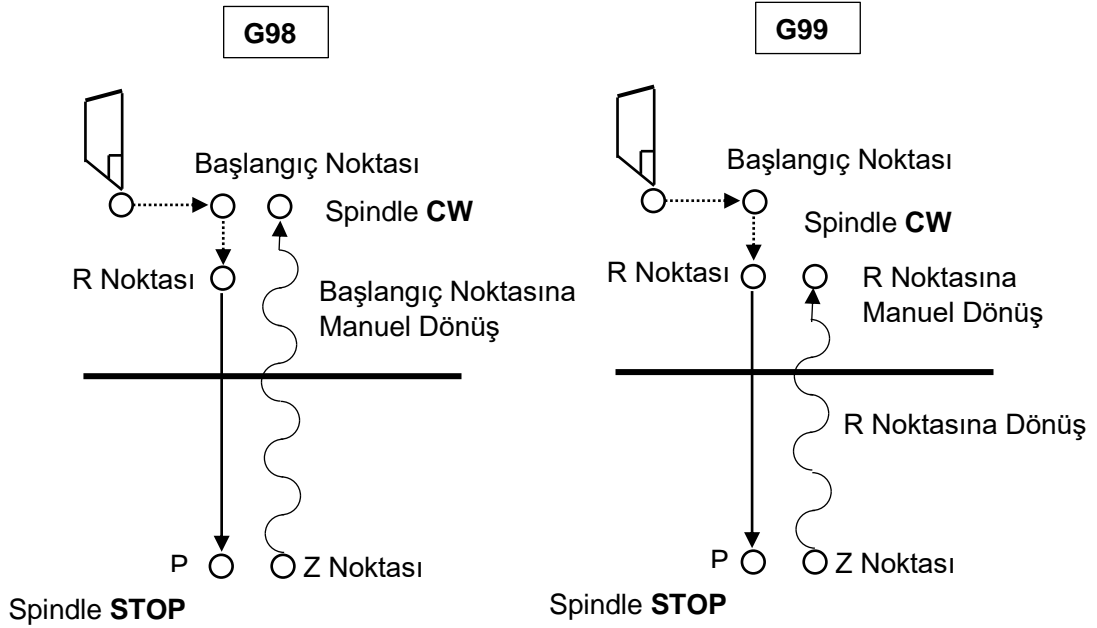 G98
Başlangıç Noktası
Spindle CW
R Noktası
Başlangıç Noktasına
Manuel Dönüş
P
Z Noktası
Spindle STOP
G99
Başlangıç Noktası
Spindle CW
R Noktası
R Noktasına
Manuel Dönüş
R Noktasına Dönüş
P
Z Noktası
Spindle STOP